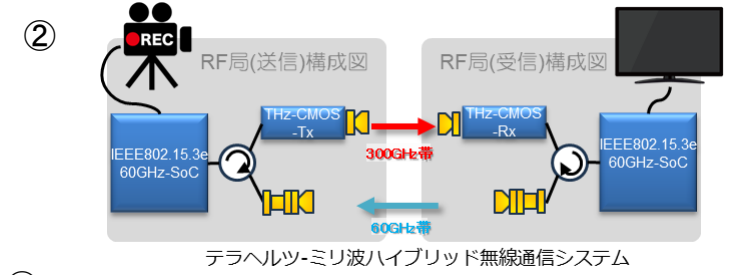 ②
REC
RF局(送信)構成図
RF局(受信)構成図
THz-CMOS
-Tx
THz-CMOS
-Rx
IEEE802.15.3e
60GHz-SoC
300GHz帯
IEEE802.15.3e
60GHz-SoC
60GHz帯
テラヘルツ-ミリ波ハイブリッド無線通信システム